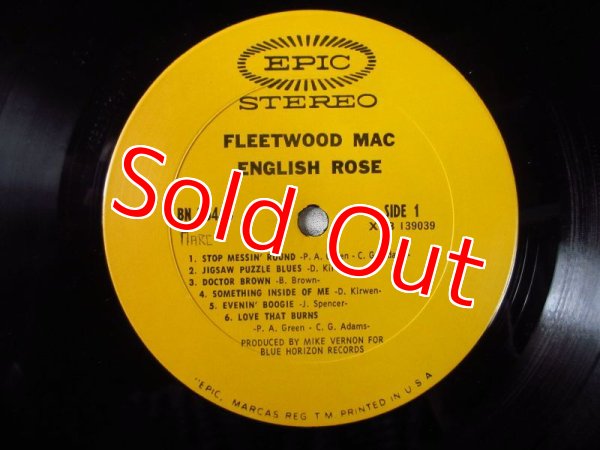 EPIC
STEREO
FLEETWOOD MAC
ENGLISH ROSE
Sold Out
BN
SIDE 1
139039
MARC
1. STOP MESSIN' ROUND -P. A. Green - C. G.
2. JIGSAW PUZZLE BLUES -D.
3. DOCTOR BROWN -B. Brown-
4. SOMETHING INSIDE OF ME -D. Kirwen-
5. EVENIN' BOOGIE -J. Spencer-
6. LOVE THAT BURNS
-P. A. Green - C. G. Adams-
PRODUCED BY MIKE VERNON FOR
BLUE HORIZON RECORDS
"EPIC, MARCAS REG. T.M. PRINTED IN U.S.A.